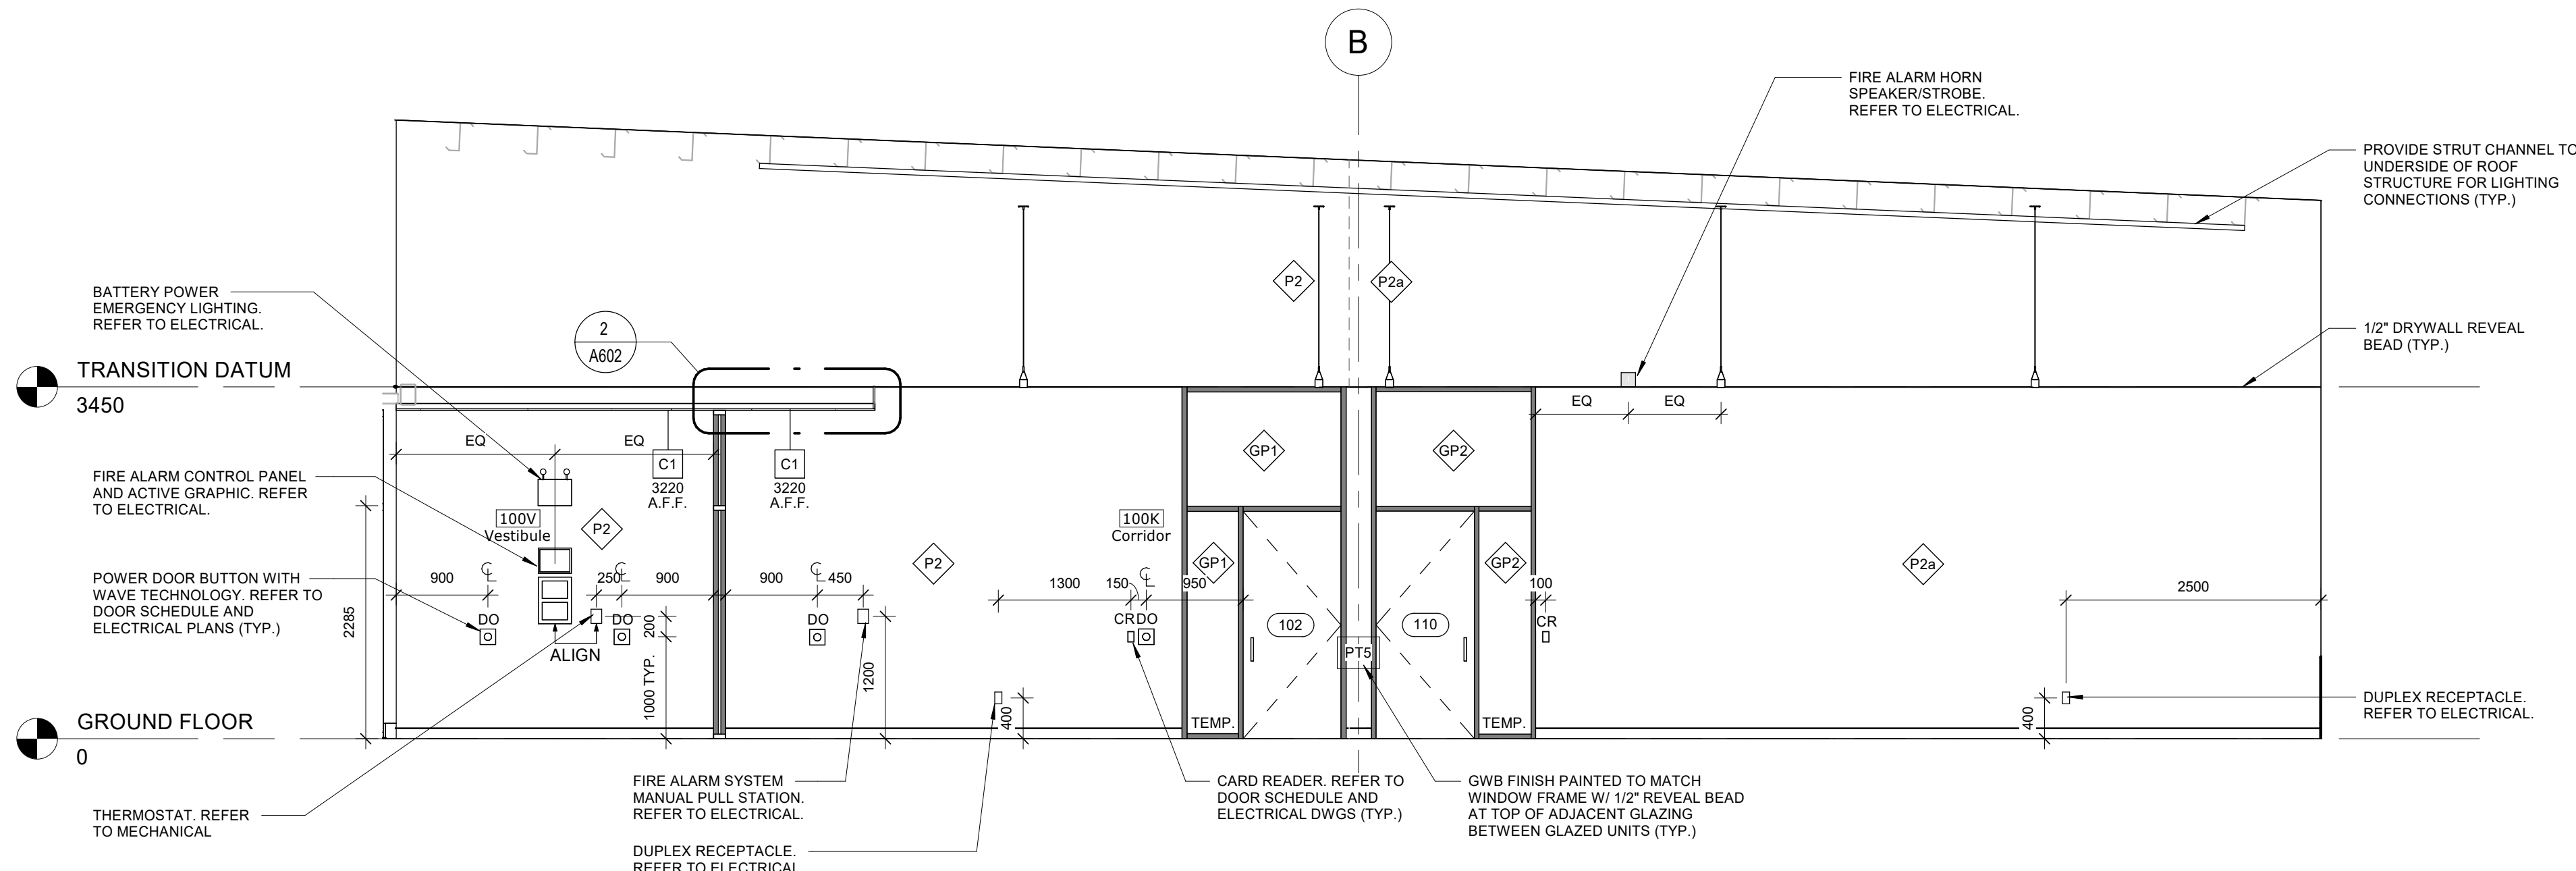 B
FIRE ALARM HORN
SPEAKER/STROBE.
REFER TO ELECTRICAL.
PROVIDE STRUT CHANNEL TO
UNDERSIDE OF ROOF
STRUCTURE FOR LIGHTING
CONNECTIONS (TYP.)
BATTERY POWER
EMERGENCY LIGHTING.
REFER TO ELECTRICAL.
2
A602
P2
P2a
1/2" DRYWALL REVEAL
BEAD (TYP.)
TRANSITION DATUM
3450
EQ
EQ
EQ
EQ
C1
3220
A.F.F.
C1
3220
A.F.F.
GP1
GP2
FIRE ALARM CONTROL PANEL
AND ACTIVE GRAPHIC. REFER
TO ELECTRICAL.
100V
Vestibule
P2
100K
Corridor
P2
GP1
GP2
P2a
POWER DOOR BUTTON WITH
WAVE TECHNOLOGY. REFER TO
DOOR SCHEDULE AND
ELECTRICAL PLANS (TYP.)
2285
900
CL
250
CL
900
900
CL
450
1300
150
CL
950
100
2500
DO
DO
200
DO
CR
DO
102
110
CR
ALIGN
PT5
1000 TYP.
1200
400
400
TEMP.
TEMP.
GROUND FLOOR
0
DUPLEX RECEPTACLE.
REFER TO ELECTRICAL.
THERMOSTAT. REFER
TO MECHANICAL
FIRE ALARM SYSTEM
MANUAL PULL STATION.
REFER TO ELECTRICAL.
DUPLEX RECEPTACLE.
REFER TO ELECTRICAL
CARD READER. REFER TO
DOOR SCHEDULE AND
ELECTRICAL DWGS (TYP.)
GWB FINISH PAINTED TO MATCH
WINDOW FRAME W/ 1/2" REVEAL BEAD
AT TOP OF ADJACENT GLAZING
BETWEEN GLAZED UNITS (TYP.)